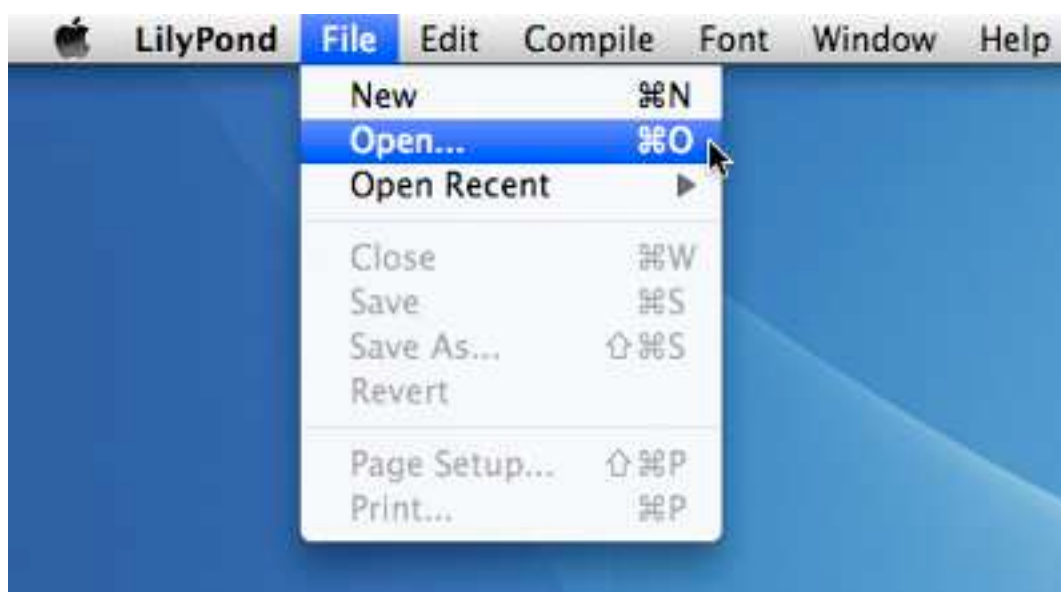 LilyPond File Edit Compile Font Window Help
New ⌘N
Open... ⌘O
Open Recent ▶
Close ⌘W
Save ⌘S
Save As... ⇧⌘S
Revert
Page Setup... ⇧⌘P
Print... ⌘P